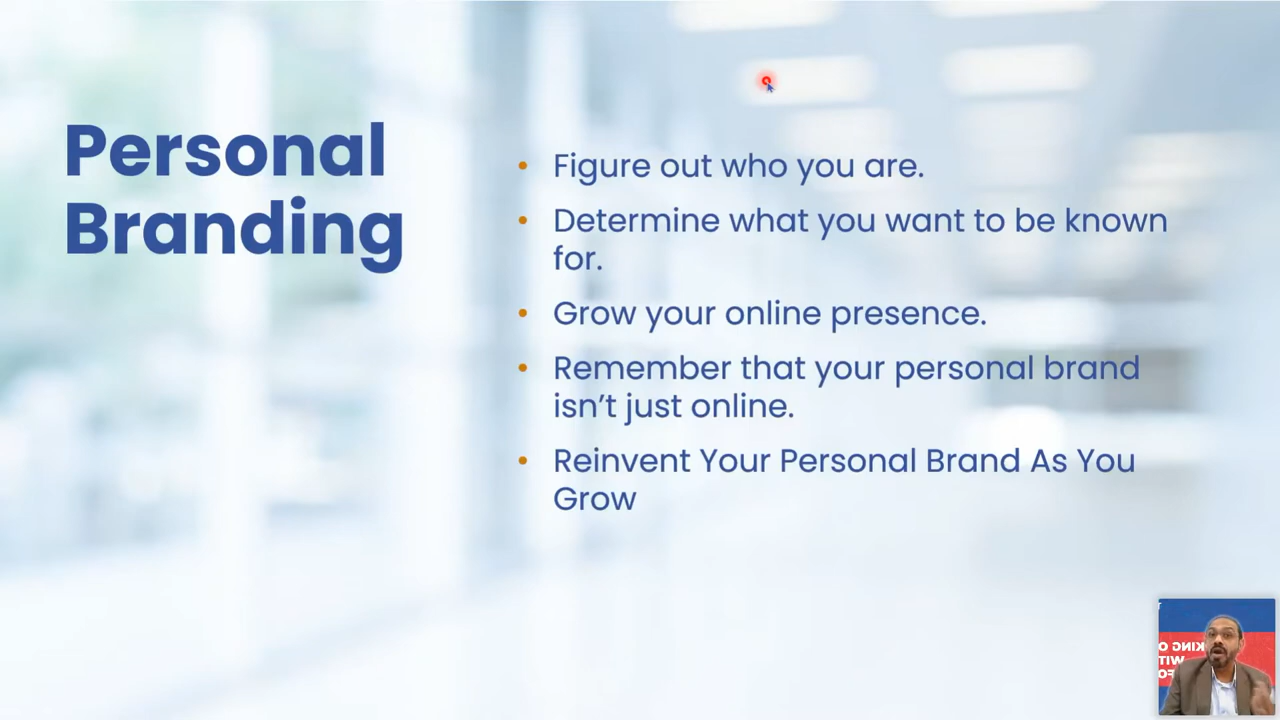 Personal
Branding
• Figure out who you are.
• Determine what you want to be known
for.
• Grow your online presence.
• Remember that your personal brand
isn’t just online.
• Reinvent Your Personal Brand As You
Grow